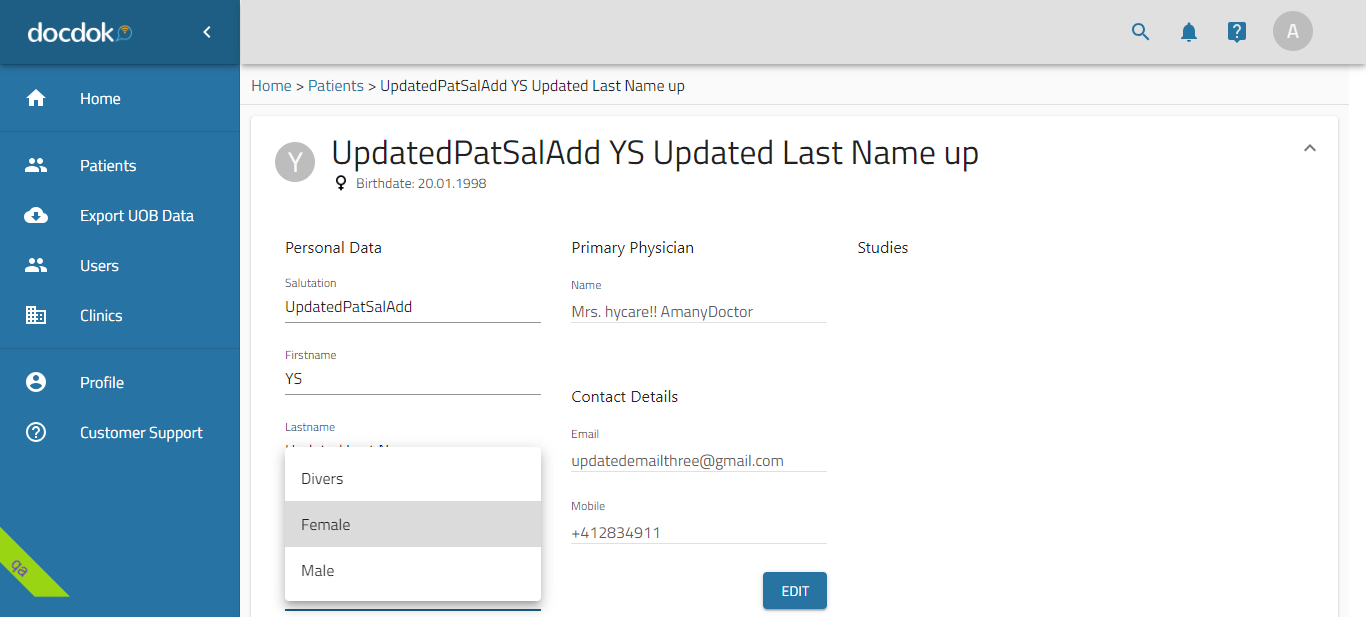 docdok
A
Home
Patients
Export UOB Data
Users
Clinics
Profile
Customer Support
qa
Home > Patients > UpdatedPatSalAdd YS Updated Last Name up
Y
UpdatedPatSalAdd YS Updated Last Name up
Birthdate: 20.01.1998
Personal Data
Salutation
UpdatedPatSalAdd
Firstname
YS
Lastname
Divers
Female
Male
Primary Physician
Name
Mrs. hycare!! AmanyDoctor
Contact Details
Email
updatedemailthree@gmail.com
Mobile
+412834911
EDIT
Studies